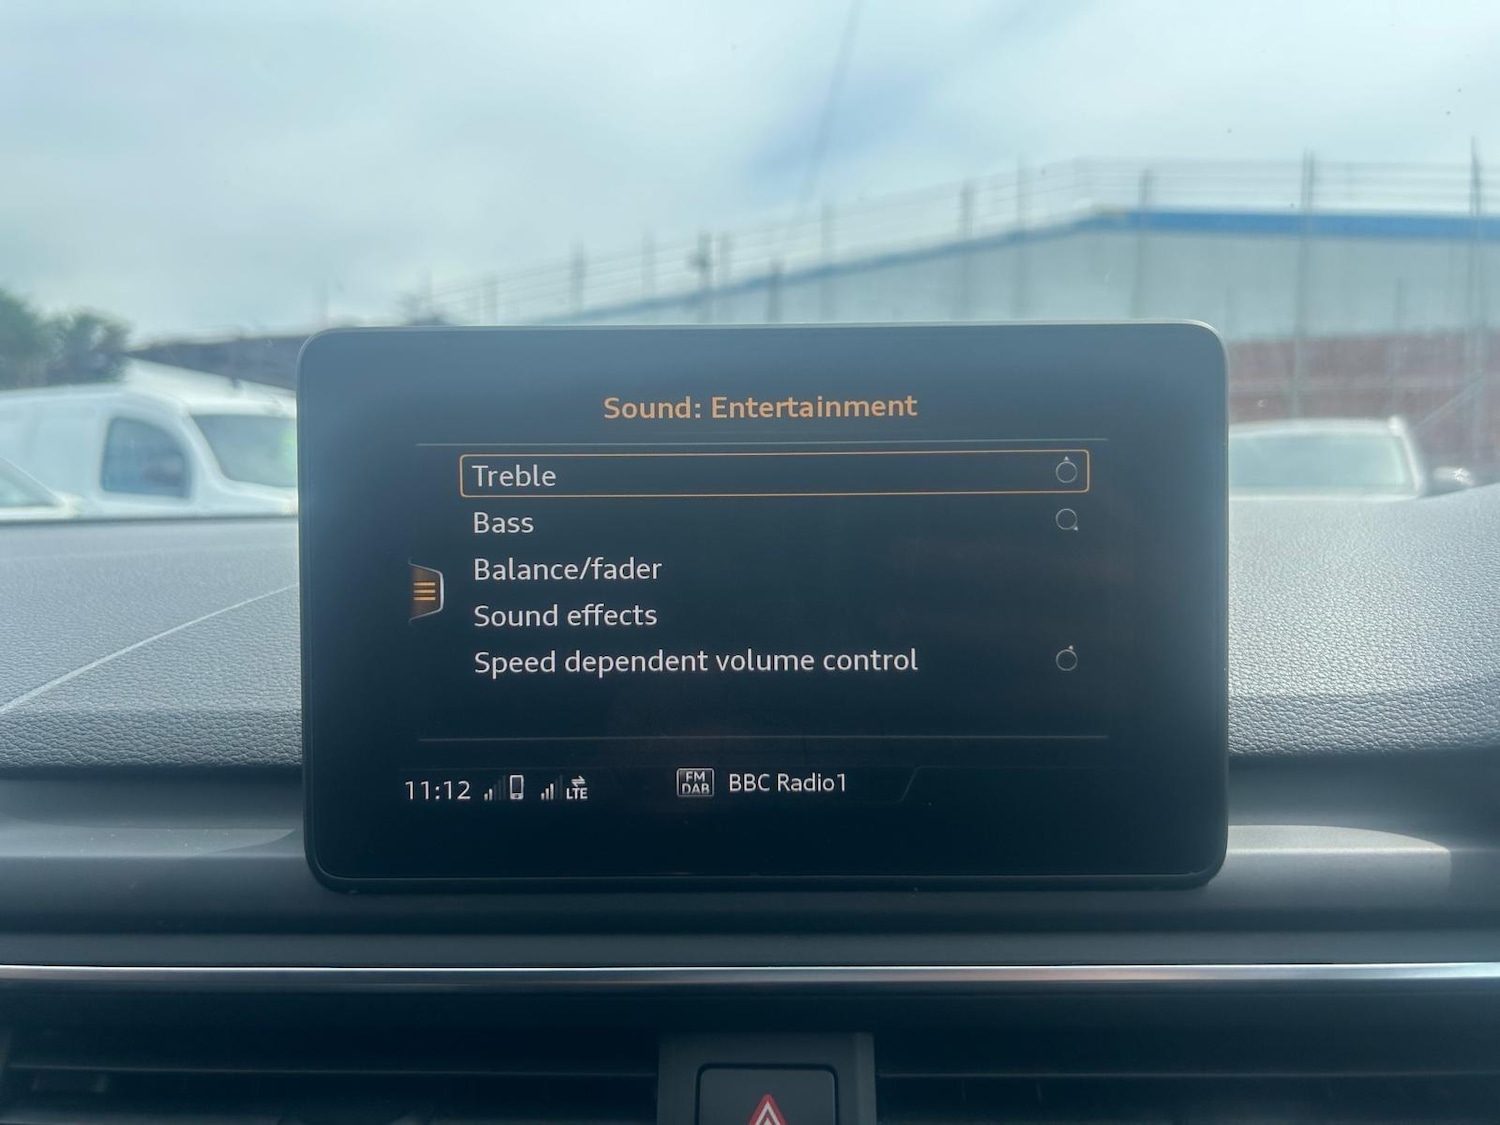 Sound: Entertainment
Treble
Bass
Balance/fader
Sound effects
Speed dependent volume control
11:12 LTE FM DAB BBC Radio1